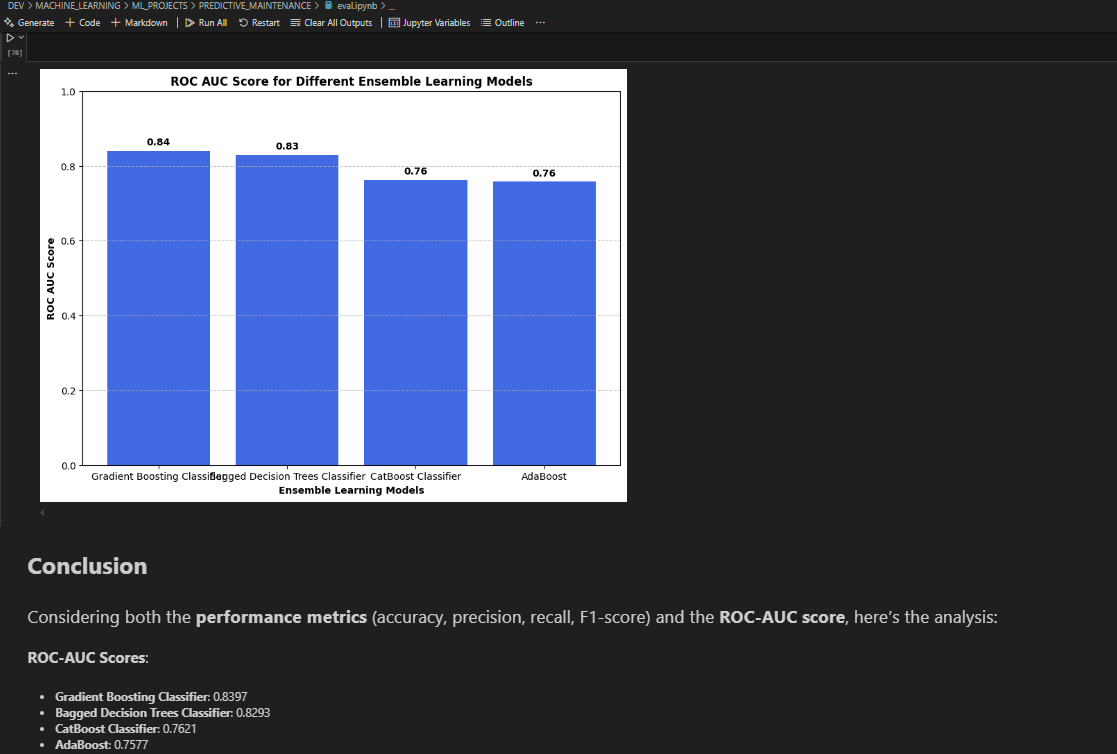 DEV > MACHINE_LEARNING > ML_PROJECTS > PREDICTIVE_MAINTENANCE > eval.ipynb > ...
Generate + Code + Markdown | Run All Restart Clear All Outputs | Jupyter Variables Outline ...
[78]
...
ROC AUC Score for Different Ensemble Learning Models
1.0
0.84
0.83
0.8
0.76
0.76
0.6
ROC AUC Score
0.4
0.2
0.0
Gradient Boosting Classifier Bagged Decision Trees Classifier CatBoost Classifier AdaBoost
Ensemble Learning Models
Conclusion
Considering both the performance metrics (accuracy, precision, recall, F1-score) and the ROC-AUC score, here’s the analysis:
ROC-AUC Scores:
• Gradient Boosting Classifier: 0.8397
• Bagged Decision Trees Classifier: 0.8293
• CatBoost Classifier: 0.7621
• AdaBoost: 0.7577